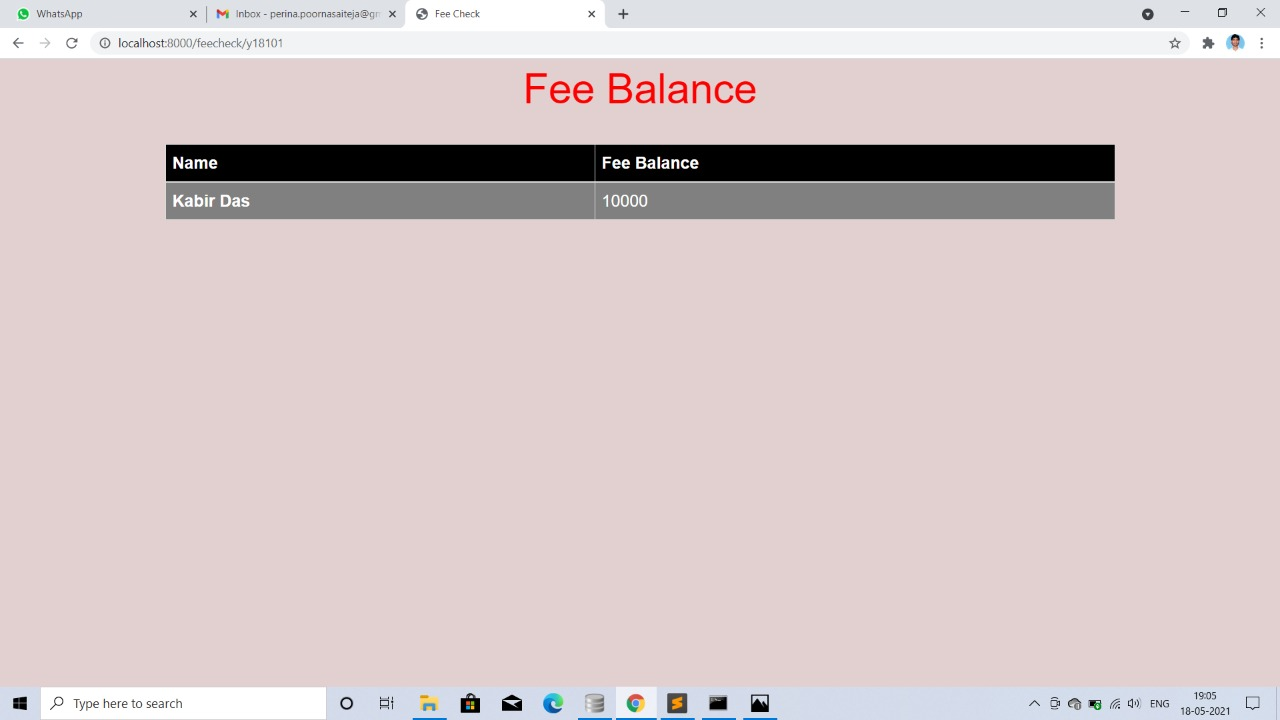 WhatsApp
Inbox - perina.poornasaiteja@gr
Fee Check
localhost:8000/feecheck/y18101
Fee Balance
Name Fee Balance
Kabir Das 10000
Type here to search
ENG
19:05
18-05-2021